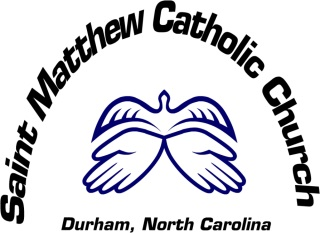 Saint Matthew Catholic Church
Durham, North Carolina